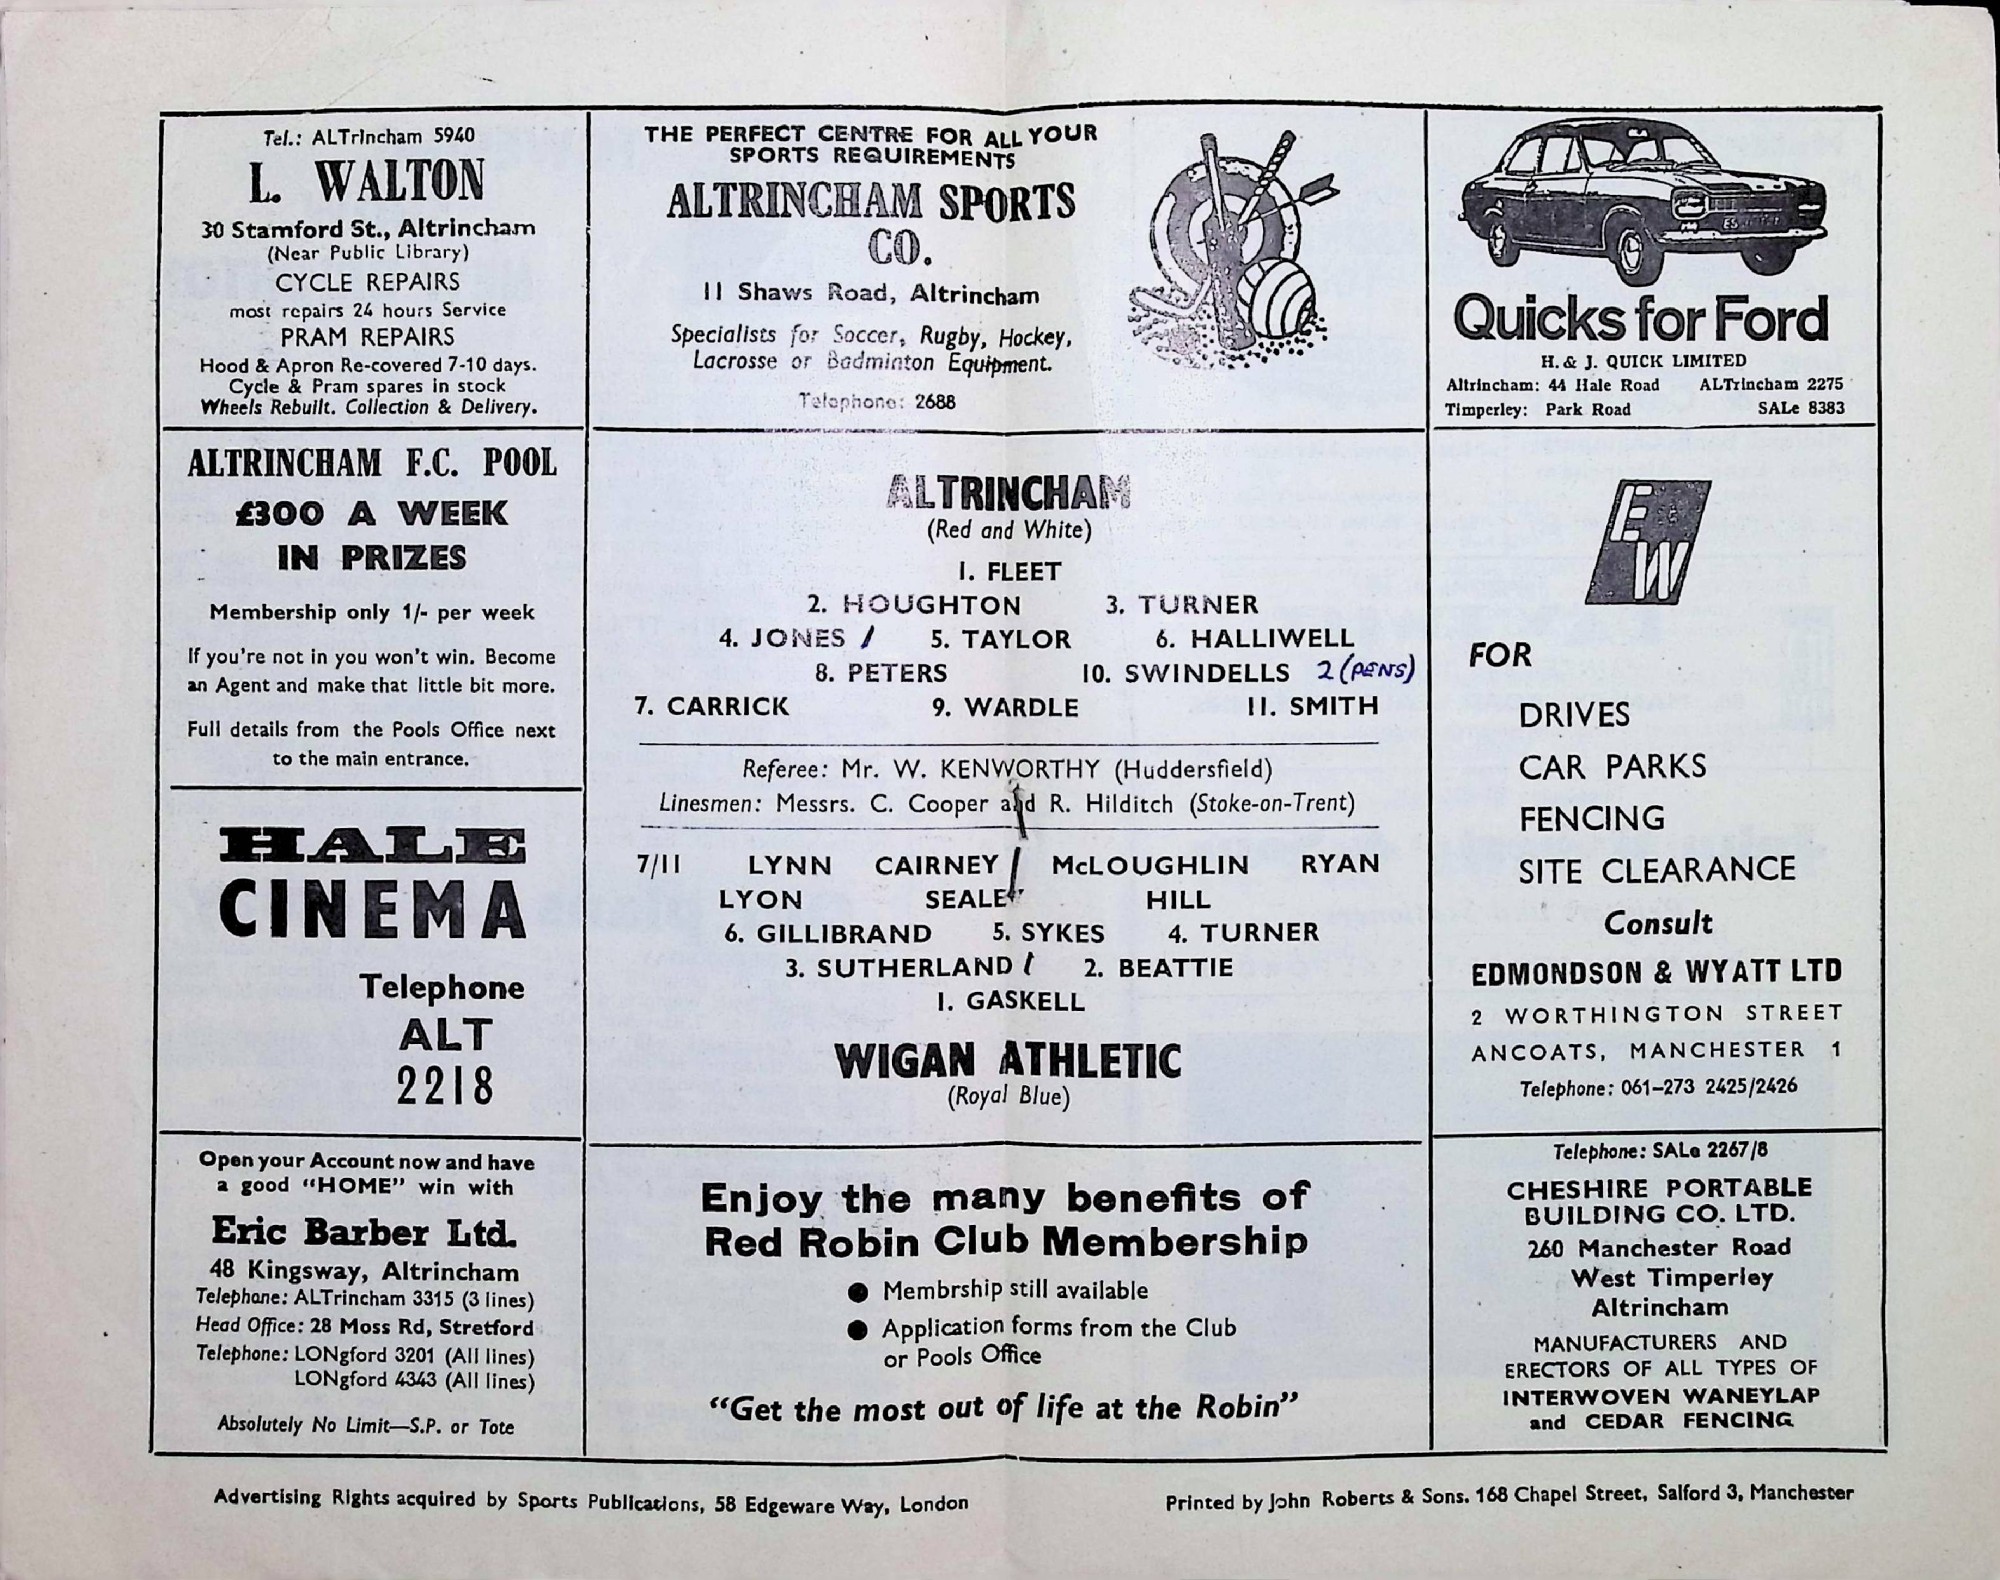 Tel.: ALTrIncham 5940
L. WALTON
30 Stamford St., Altrincham
(Near Public Library)
CYCLE REPAIRS
most repairs 24 hours Service
PRAM REPAIRS
Hood & Apron Re-covered 7-10 days.
Cycle & Pram spares in stock
Wheels Rebuilt. Collection & Delivery.
THE PERFECT CENTRE FOR ALL YOUR
SPORTS REQUIREMENTS
ALTRINCHAM SPORTS
CO.
11 Shaws Road, Altrincham
Specialists for Soccer, Rugby, Hockey,
Lacrosse or Badminton Equipment.
Telephone: 2688
Quicks for Ford
H. & J. QUICK LIMITED
Altrincham: 44 Hale Road ALTrincham 2275
Timperley: Park Road SALe 8383
ALTRINCHAM F.C. POOL
£300 A WEEK
IN PRIZES
Membership only 1/- per week
If you're not in you won't win. Become
an Agent and make that little bit more.
Full details from the Pools Office next
to the main entrance.
HALE
CINEMA
Telephone
ALT
2218
Open your Account now and have
a good "HOME" win with
Eric Barber Ltd.
48 Kingsway, Altrincham
Telephone: ALTrincham 3315 (3 lines)
Head Office: 28 Moss Rd, Stretford
Telephone: LONgford 3201 (All lines)
LONgford 4343 (All lines)
Absolutely No Limit—S.P. or Tote
ALTRINCHAM
(Red and White)
1. FLEET
2. HOUGHTON 3. TURNER
4. JONES / 5. TAYLOR 6. HALLIWELL
8. PETERS 10. SWINDELLS 2 (PENS)
7. CARRICK 9. WARDLE 11. SMITH
Referee: Mr. W. KENWORTHY (Huddersfield)
Linesmen: Messrs. C. Cooper and R. Hilditch (Stoke-on-Trent)
7/11 LYNN CAIRNEY / McLOUGHLIN RYAN
LYON SEALEY HILL
6. GILLIBRAND 5. SYKES 4. TURNER
3. SUTHERLAND / 2. BEATTIE
1. GASKELL
WIGAN ATHLETIC
(Royal Blue)
Enjoy the many benefits of
Red Robin Club Membership
● Membrship still available
● Application forms from the Club
or Pools Office
"Get the most out of life at the Robin"
E &
W
FOR
DRIVES
CAR PARKS
FENCING
SITE CLEARANCE
Consult
EDMONDSON & WYATT LTD
2 WORTHINGTON STREET
ANCOATS, MANCHESTER 1
Telephone: 061-273 2425/2426
Telephone: SALe 2267/8
CHESHIRE PORTABLE
BUILDING CO. LTD.
260 Manchester Road
West Timperley
Altrincham
MANUFACTURERS AND
ERECTORS OF ALL TYPES OF
INTERWOVEN WANEYLAP
and CEDAR FENCING
Advertising Rights acquired by Sports Publications, 58 Edgeware Way, London
Printed by John Roberts & Sons. 168 Chapel Street, Salford 3, Manchester